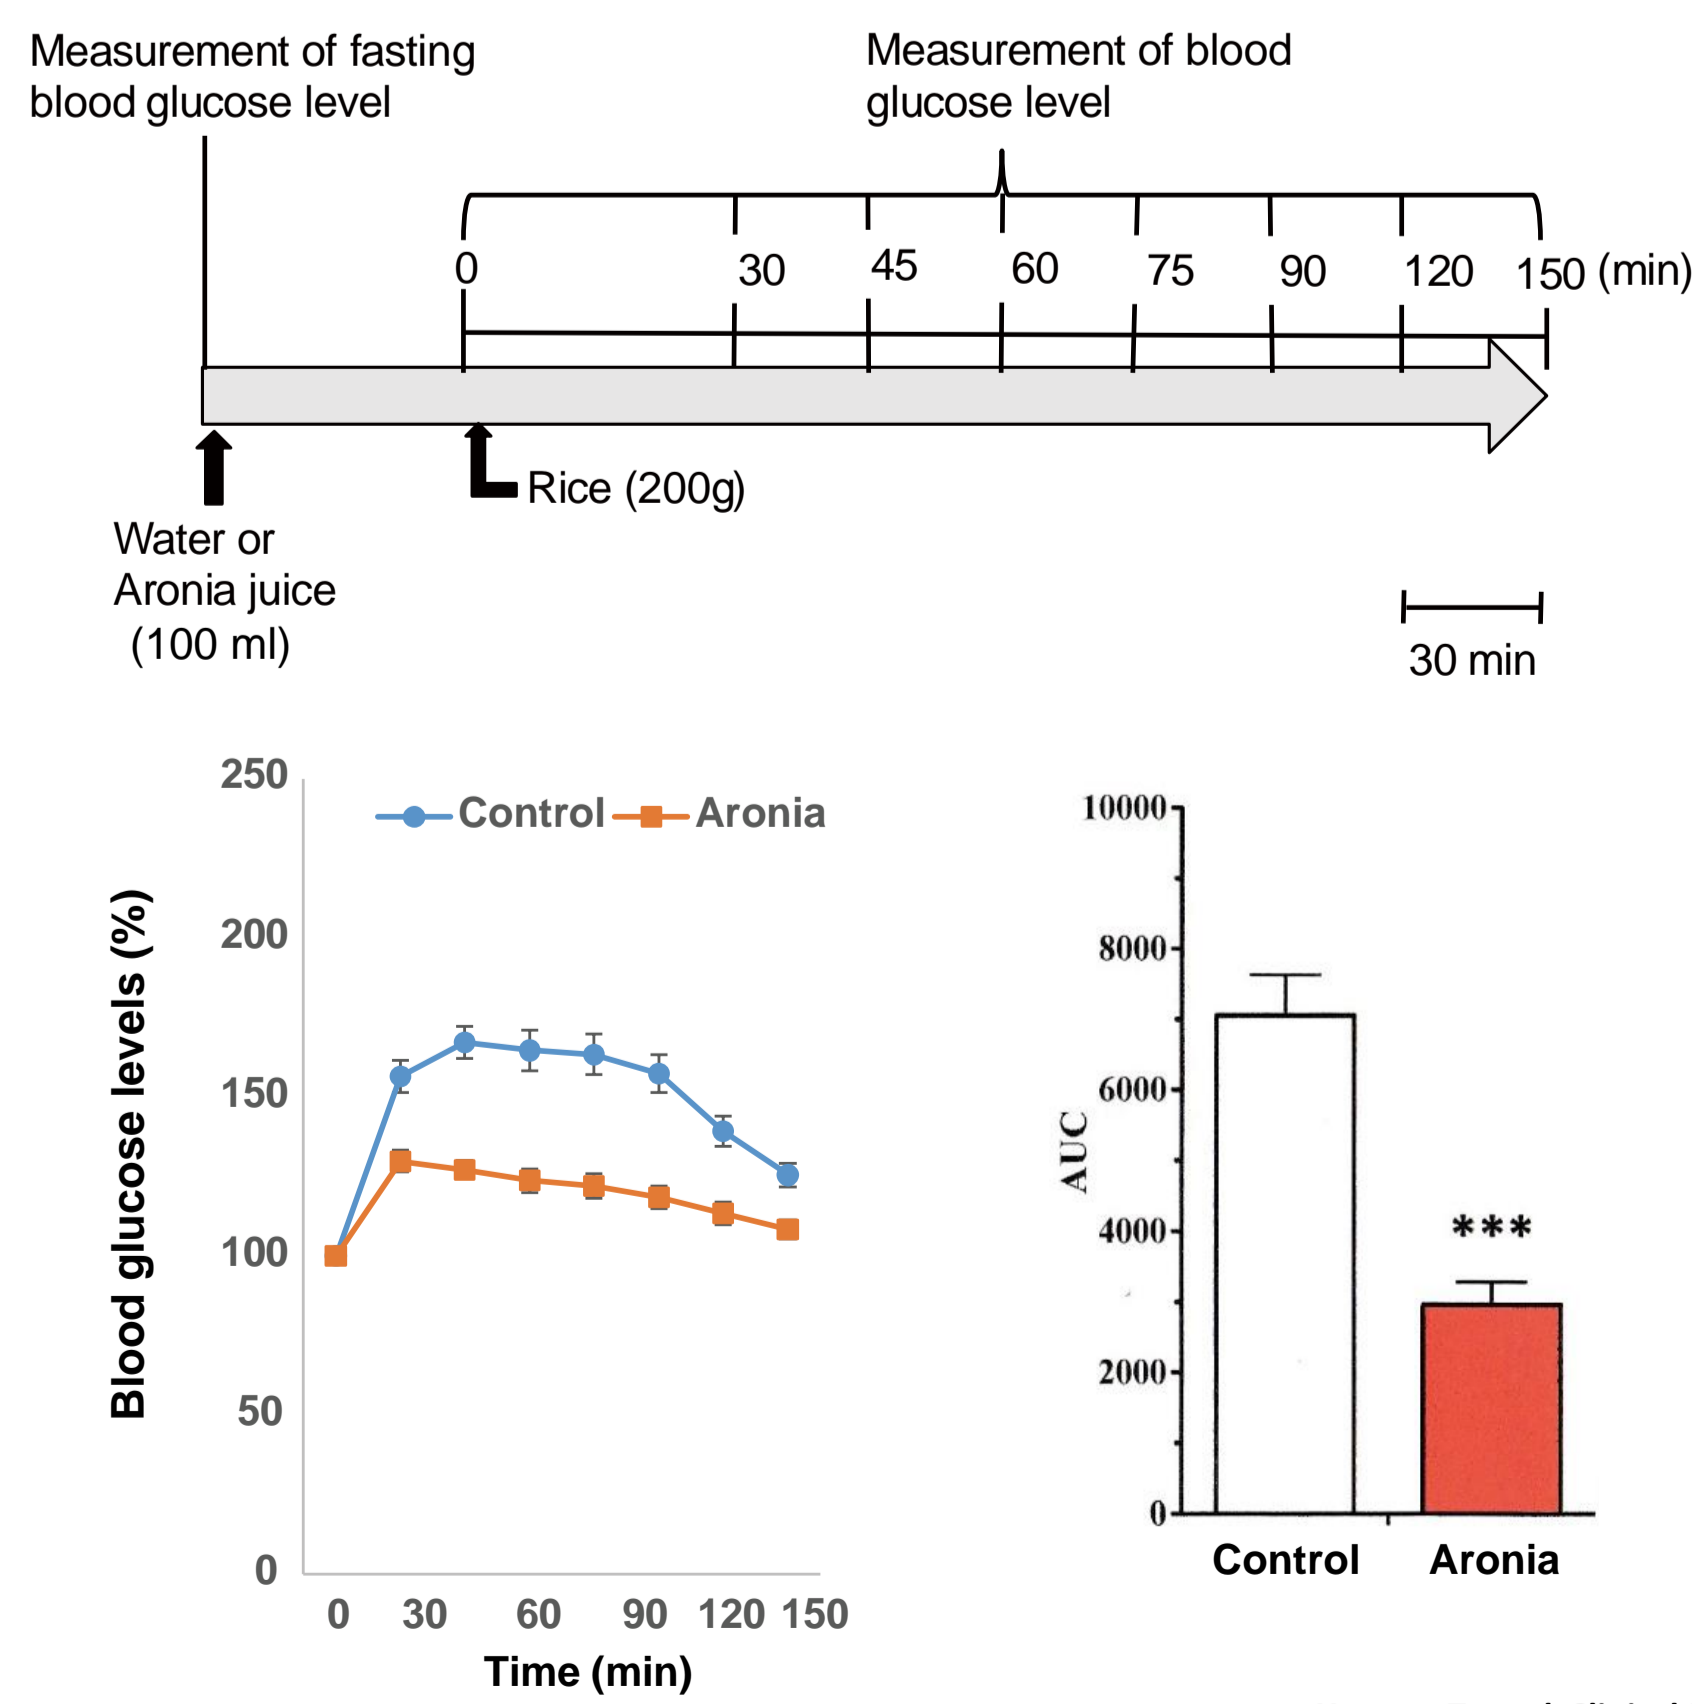 Measurement of fasting
blood glucose level
Measurement of blood
glucose level
0 30 45 60 75 90 120 150 (min)
Rice (200g)
Water or
Aronia juice
(100 ml)
30 min
250
200
150
100
50
0
Control Aronia
Blood glucose levels (%)
0 30 60 90 120 150
Time (min)
10000
8000
6000
4000
2000
0
AUC
***
Control Aronia